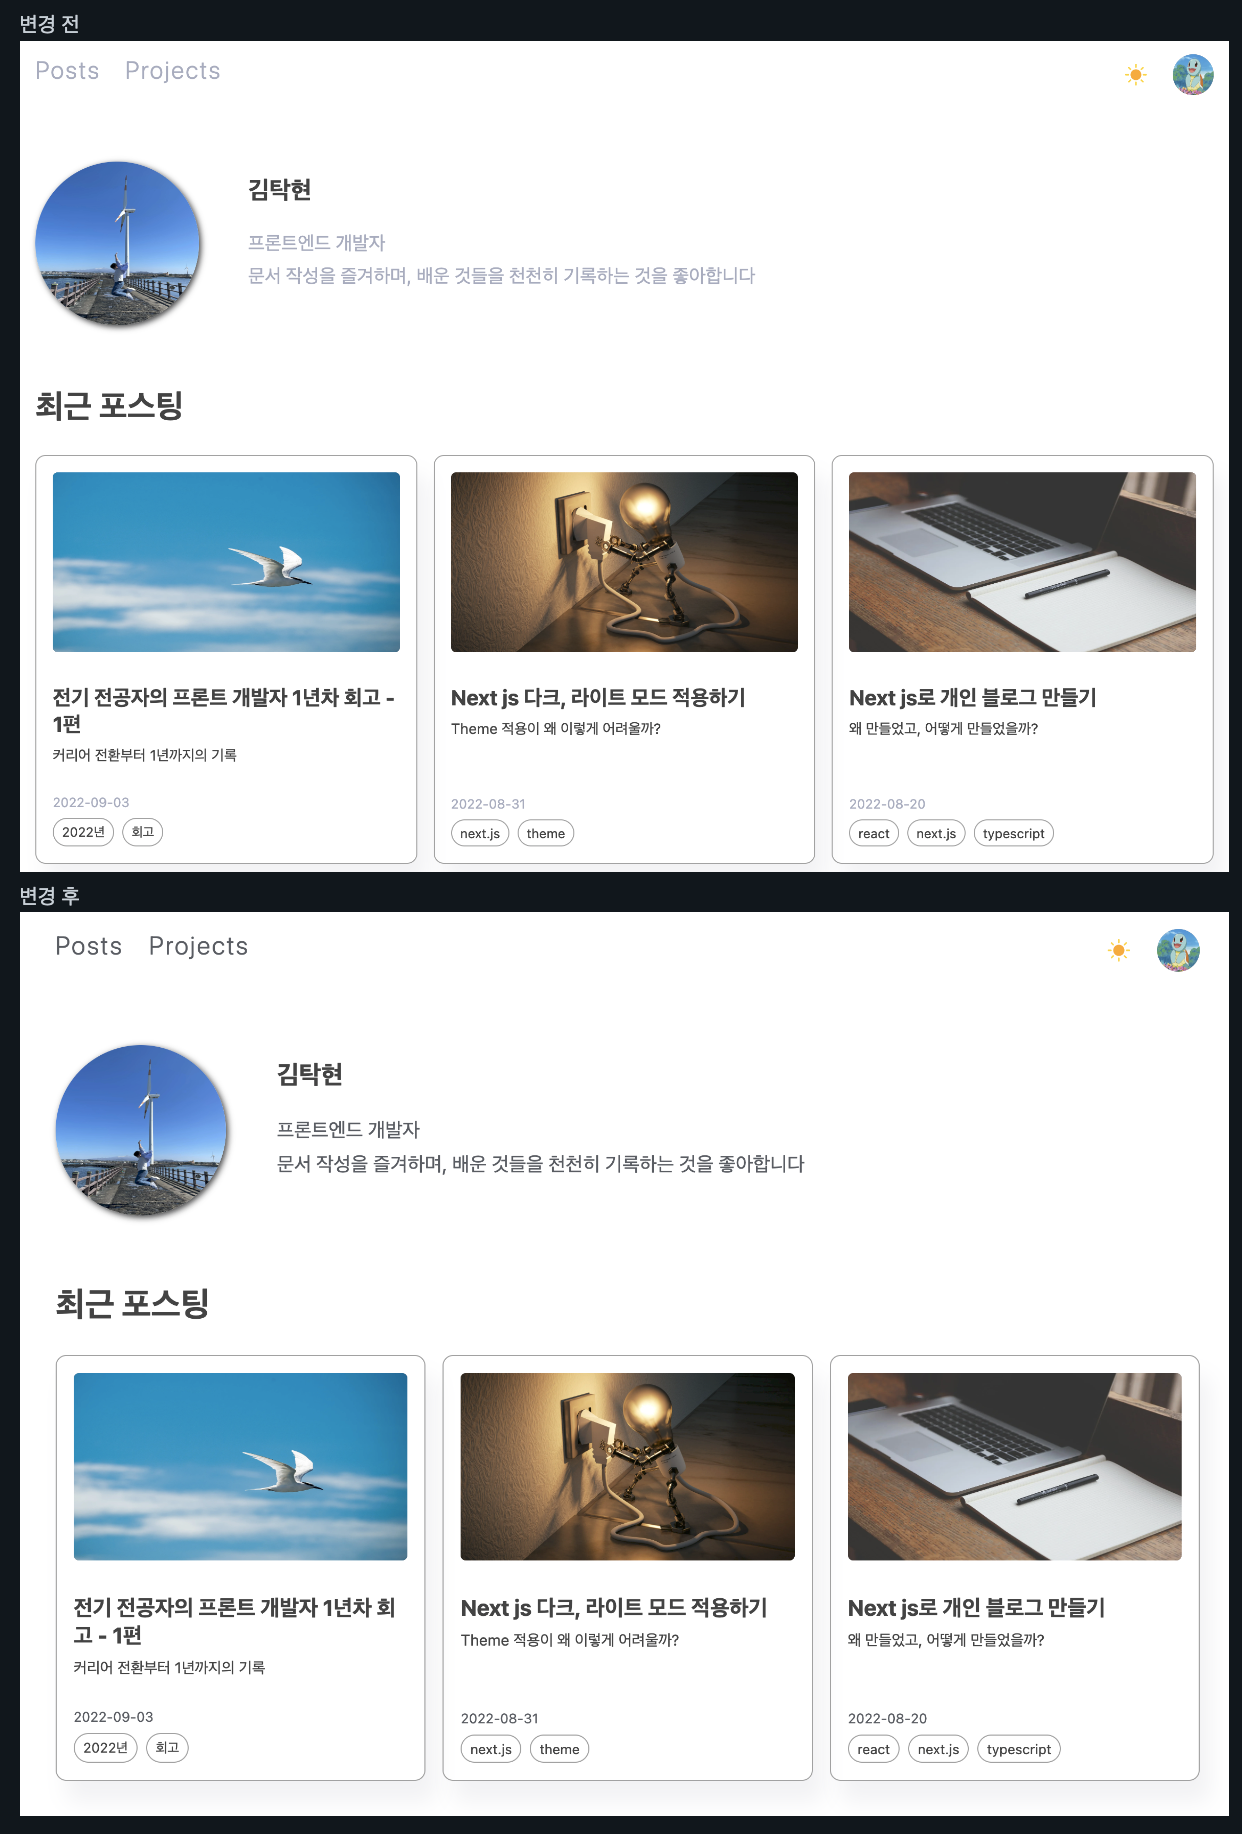 변경 전
Posts Projects
김탁현
프론트엔드 개발자
문서 작성을 즐겨하며, 배운 것들을 천천히 기록하는 것을 좋아합니다
최근 포스팅
전기 전공자의 프론트 개발자 1년차 회고 -
1편
커리어 전환부터 1년까지의 기록
2022-09-03
2022년 회고
Next js 다크, 라이트 모드 적용하기
Theme 적용이 왜 이렇게 어려울까?
2022-08-31
next.js theme
Next js로 개인 블로그 만들기
왜 만들었고, 어떻게 만들었을까?
2022-08-20
react next.js typescript
변경 후
Posts Projects
김탁현
프론트엔드 개발자
문서 작성을 즐겨하며, 배운 것들을 천천히 기록하는 것을 좋아합니다
최근 포스팅
전기 전공자의 프론트 개발자 1년차 회
고 - 1편
커리어 전환부터 1년까지의 기록
2022-09-03
2022년 회고
Next js 다크, 라이트 모드 적용하기
Theme 적용이 왜 이렇게 어려울까?
2022-08-31
next.js theme
Next js로 개인 블로그 만들기
왜 만들었고, 어떻게 만들었을까?
2022-08-20
react next.js typescript